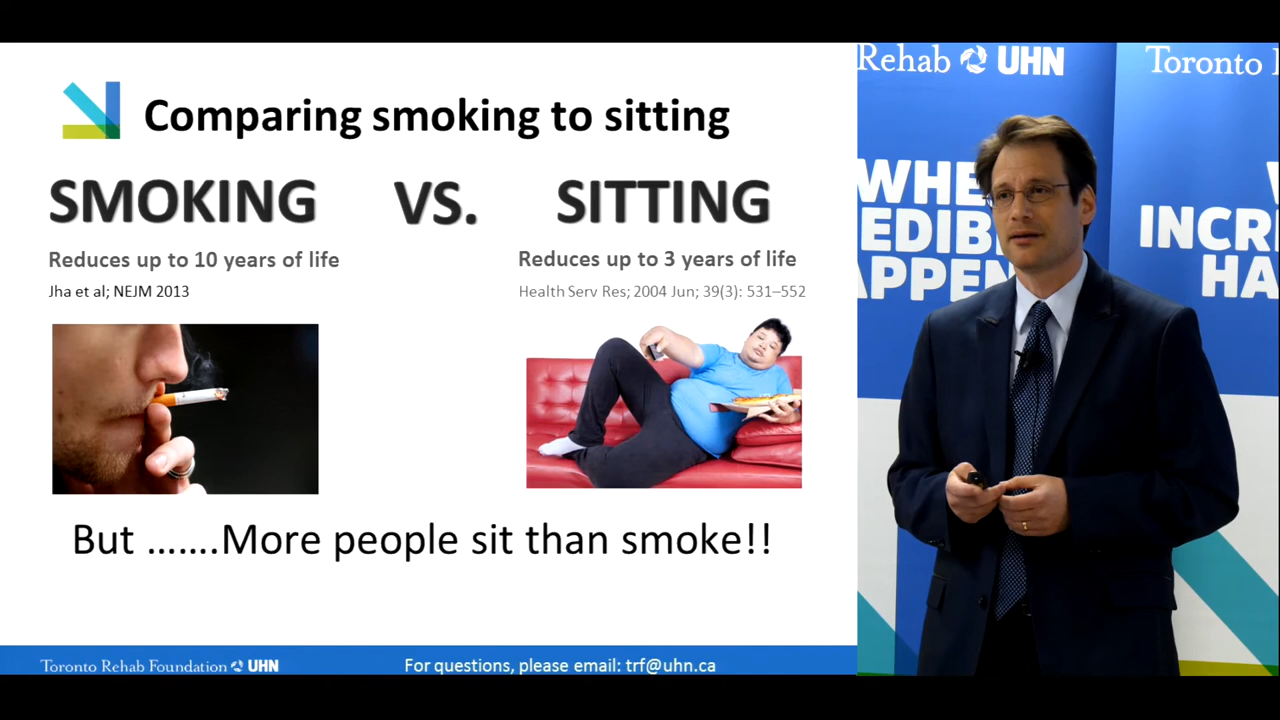 Comparing smoking to sitting
SMOKING VS. SITTING
Reduces up to 10 years of life
Jha et al; NEJM 2013
Reduces up to 3 years of life
Health Serv Res; 2004 Jun; 39(3): 531–552
But …….More people sit than smoke!!
Toronto Rehab Foundation UHN
For questions, please email: trf@uhn.ca
Rehab UHN
Toronto
WHE
EDIB
APPEN
INCR
HA